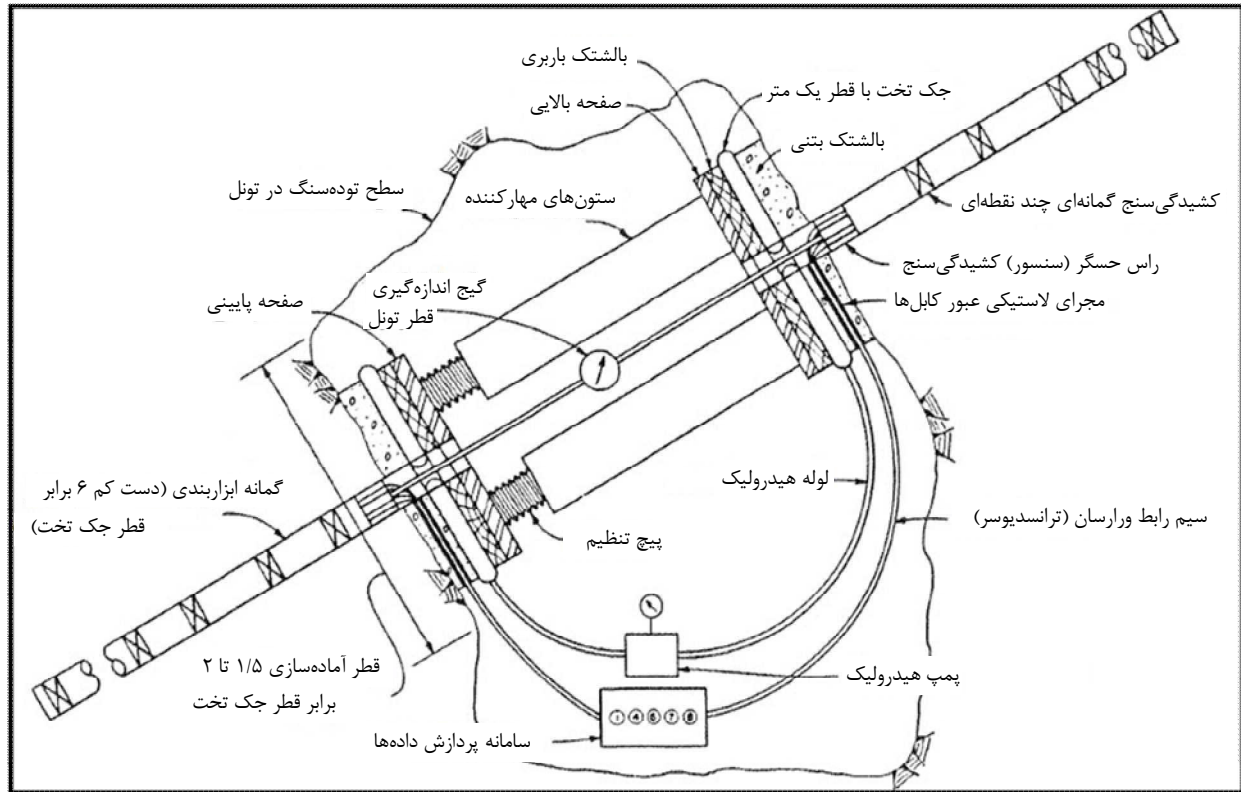 بالشتک باربری
جک تخت با قطر یک متر
صفحه بالایی
بالشتک بتنی
سطح توده‌سنگ در تونل
ستون‌های مهارکننده
کشیدگی‌سنج گمانه‌ای چند نقطه‌ای
راس حسگر (سنسور) کشیدگی‌سنج
گیج اندازه‌گیری
قطر تونل
صفحه پایینی
مجرای لاستیکی عبور کابل‌ها
گمانه ابزاربندی (دست کم ۶ برابر
قطر جک تخت)
لوله هیدرولیک
سیم رابط ورارسان (ترانسدیوسر)
پیچ تنظیم
قطر آماده‌سازی ۱/۵ تا ۲
برابر قطر جک تخت
پمپ هیدرولیک
سامانه پردازش داده‌ها